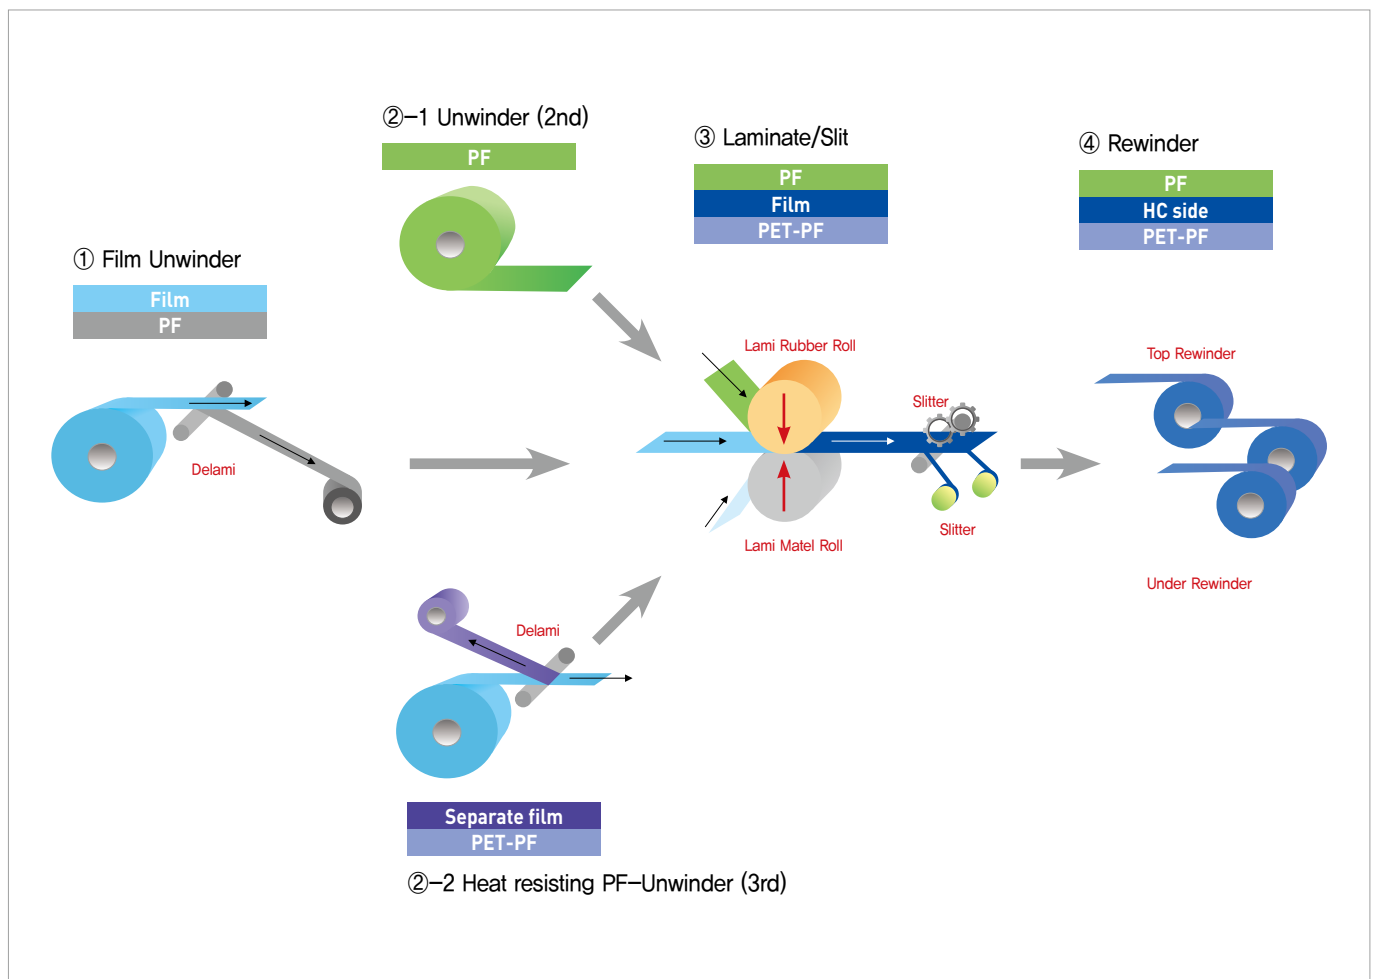 ① Film Unwinder
Film
PF
Delami
②-1 Unwinder (2nd)
PF
Delami
Separate film
PET-PF
②-2 Heat resisting PF-Unwinder (3rd)
③ Laminate/Slit
PF
Film
PET-PF
Lami Rubber Roll
Lami Matel Roll
Slitter
Slitter
④ Rewinder
PF
HC side
PET-PF
Top Rewinder
Under Rewinder